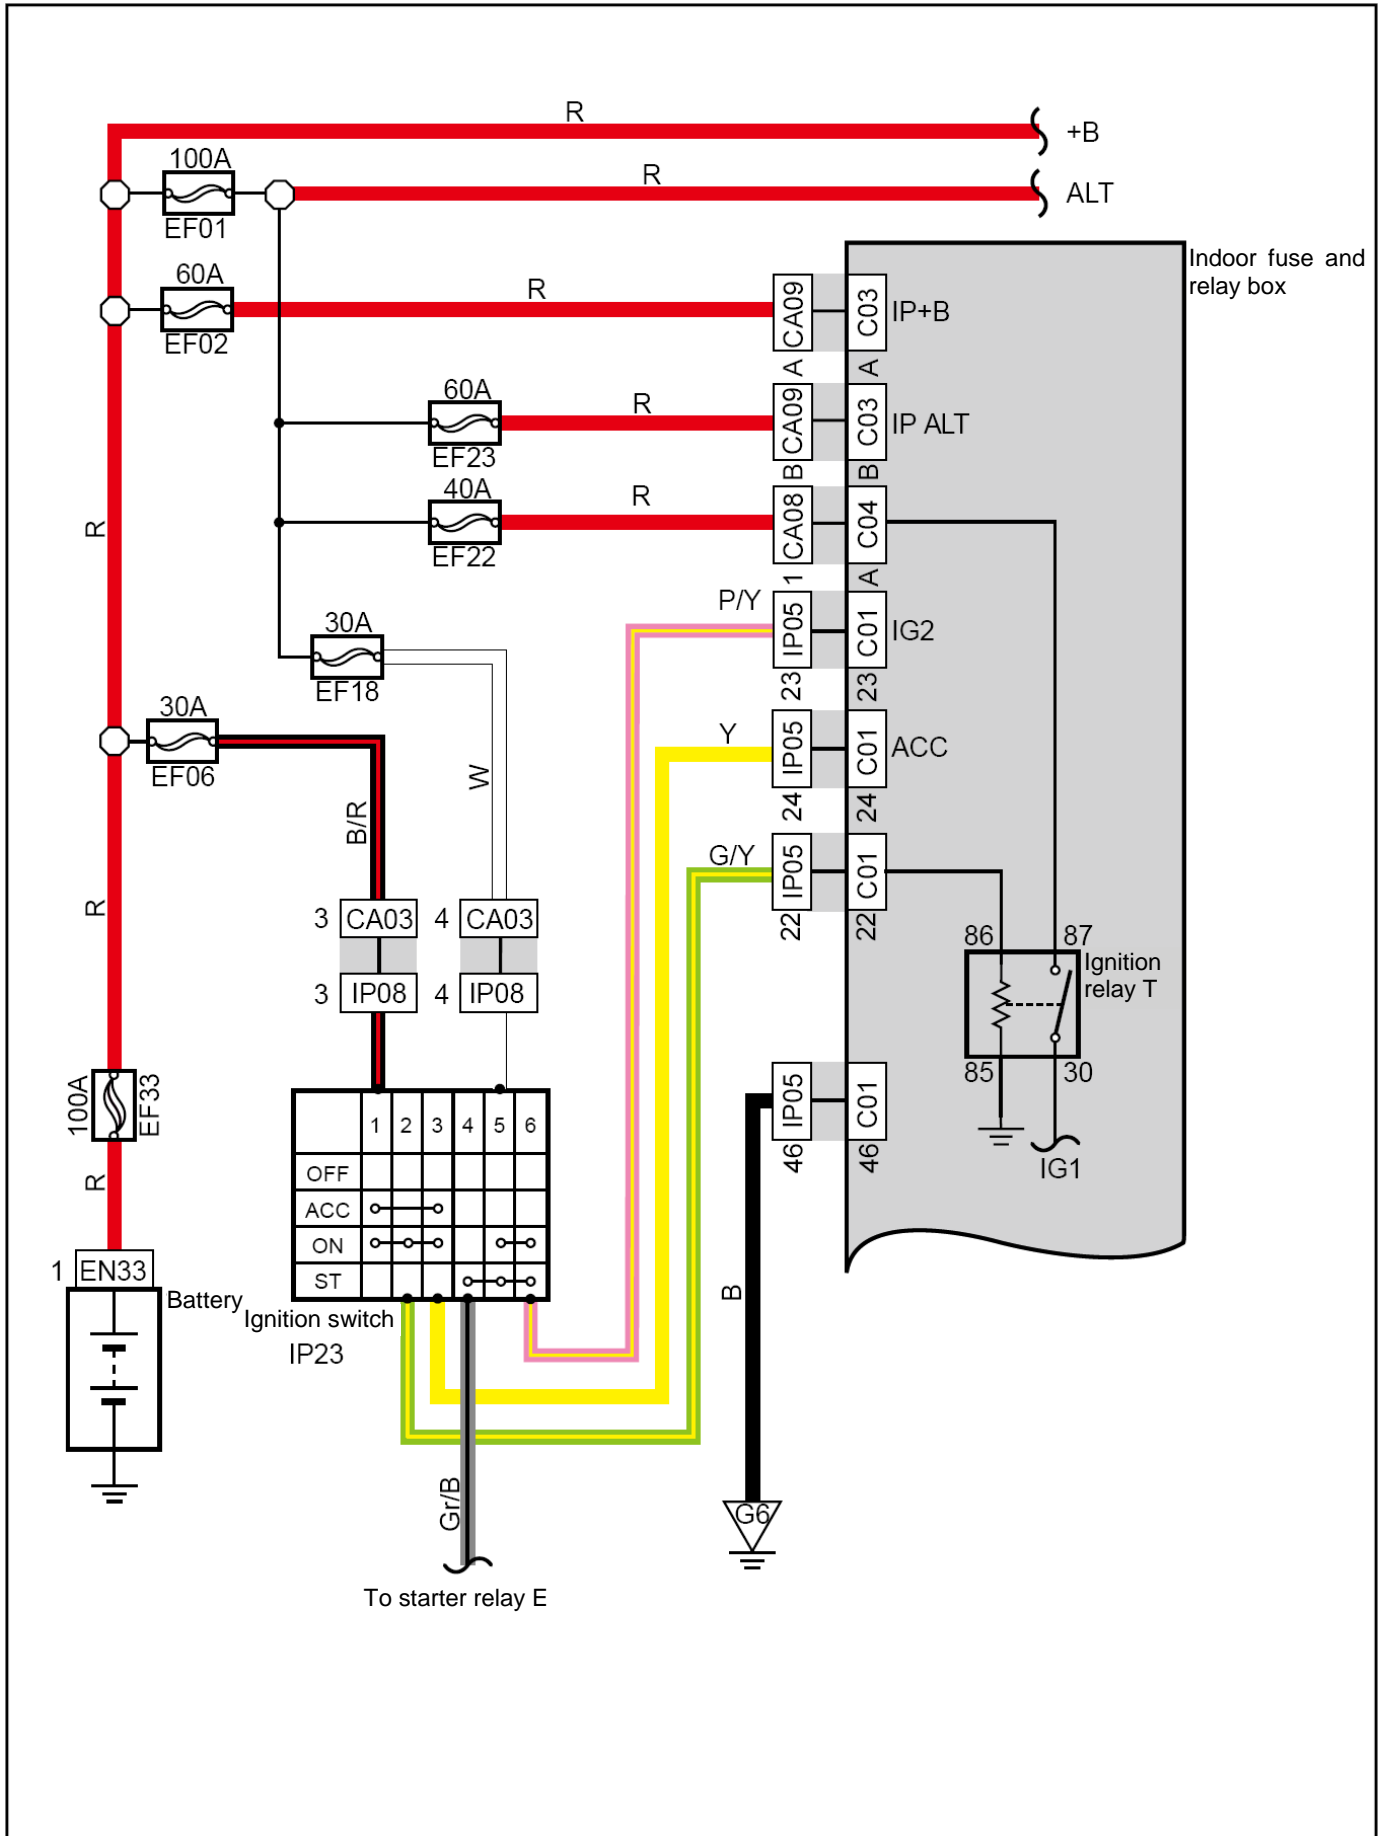 R
+B
100A
R
ALT
EF01
Indoor fuse and
relay box
60A
R
CA09
C03
IP+B
EF02
A
A
60A
R
CA09
C03
IP ALT
EF23
B
B
40A
R
CA08
C04
EF22
R
1
A
P/Y
IP05
C01
IG2
30A
EF18
23
23
30A
Y
IP05
C01
ACC
EF06
W
B/R
24
24
G/Y
IP05
C01
R
3
CA03
4
CA03
22
22
86
87
Ignition
relay T
3
IP08
4
IP08
85
30
100A
EF33
IP05
C01
1
2
3
4
5
6
46
46
IG1
R
OFF
ACC
ON
ST
1
EN33
Battery
Ignition switch
IP23
B
Gr/B
G6
To starter relay E